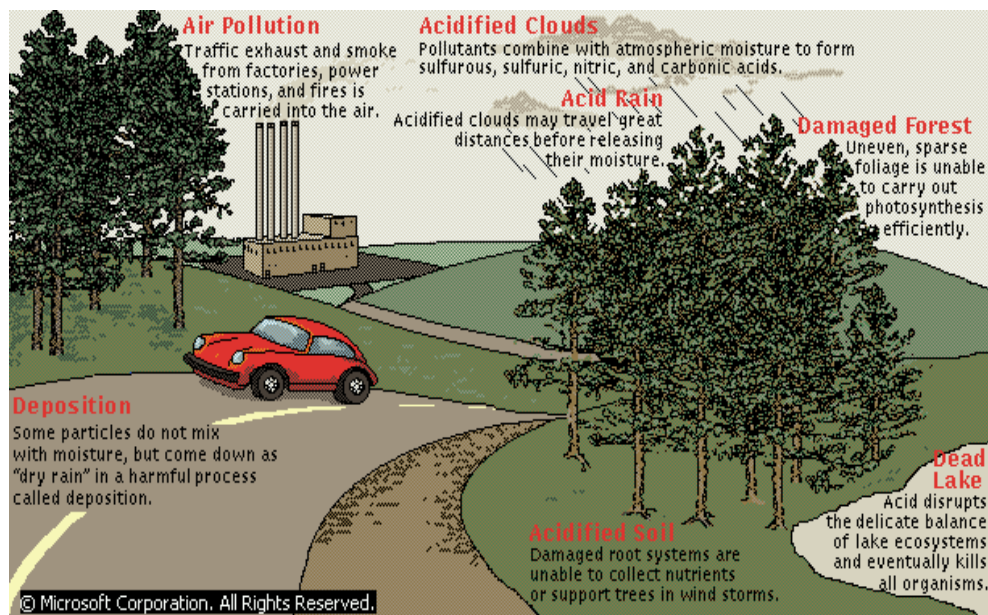 Air Pollution
Traffic exhaust and smoke
from factories, power
stations, and fires is
carried into the air.
Acidified Clouds
Pollutants combine with atmospheric moisture to form
sulfurous, sulfuric, nitric, and carbonic acids.
Acid Rain
Acidified clouds may travel great
distances before releasing
their moisture.
Damaged Forest
Uneven, sparse
foliage is unable
to carry out
photosynthesis
efficiently.
Deposition
Some particles do not mix
with moisture, but come down as
"dry rain" in a harmful process
called deposition.
Acidified Soil
Damaged root systems are
unable to collect nutrients
or support trees in wind storms.
Dead
Lake
Acid disrupts
the delicate balance
of lake ecosystems
and eventually kills
all organisms.
© Microsoft Corporation. All Rights Reserved.